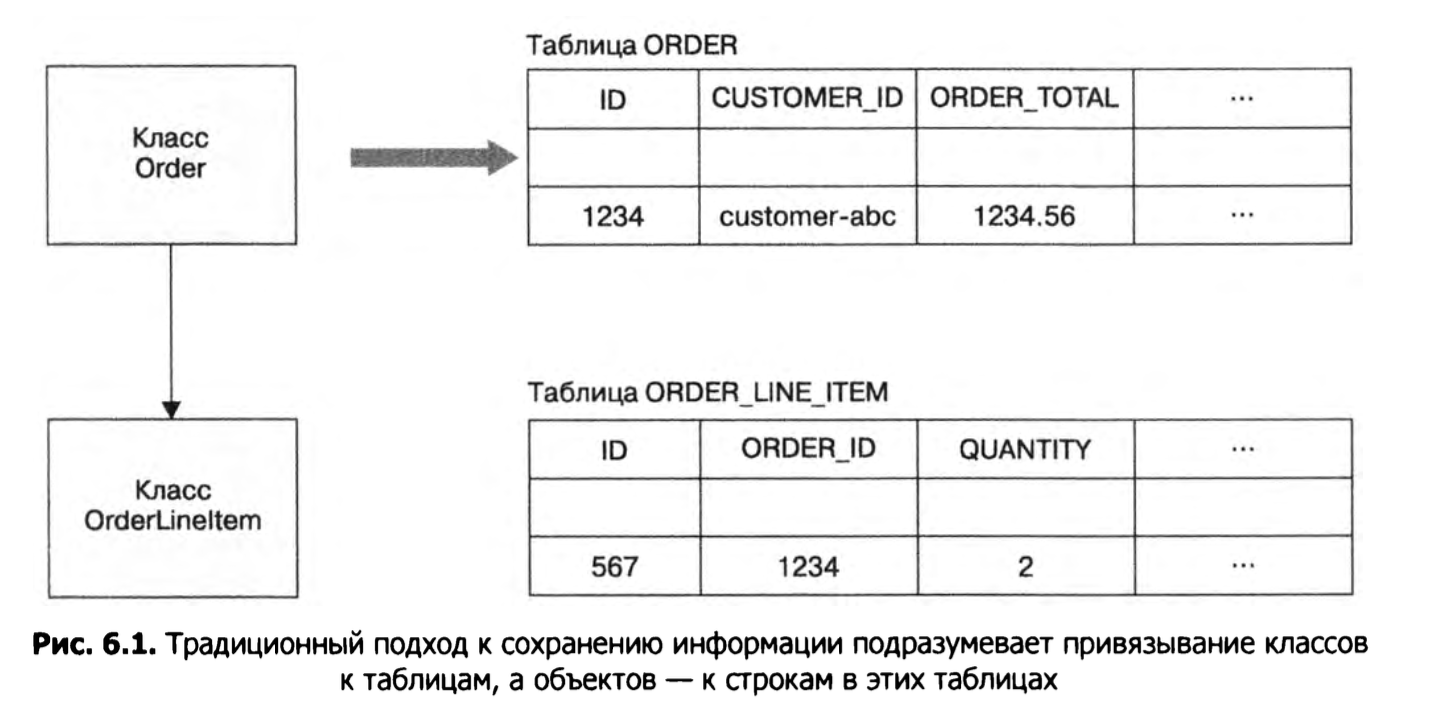 Таблица ORDER
Класс
Order
ID CUSTOMER_ID ORDER_TOTAL ...
1234 customer-abc 1234.56 ...
Таблица ORDER_LINE_ITEM
Класс
OrderLineItem
ID ORDER_ID QUANTITY ...
567 1234 2 ...
Рис. 6.1. Традиционный подход к сохранению информации подразумевает привязывание классов
к таблицам, а объектов — к строкам в этих таблицах